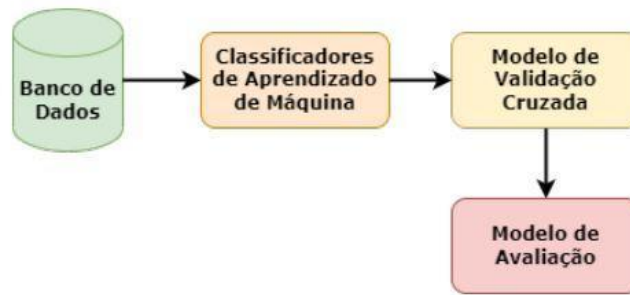 Banco de
Dados
Classificadores
de Aprendizado
de Máquina
Modelo de
Validação
Cruzada
Modelo de
Avaliação